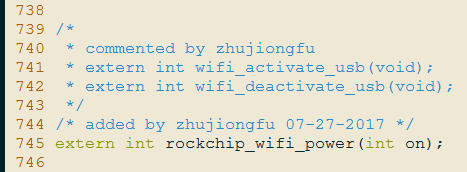 738
739 /*
740  * commented by zhujiongfu
741  * extern int wifi_activate_usb(void);
742  * extern int wifi_deactivate_usb(void);
743  */
744 /* added by zhujiongfu 07-27-2017 */
745 extern int rockchip_wifi_power(int on);
746